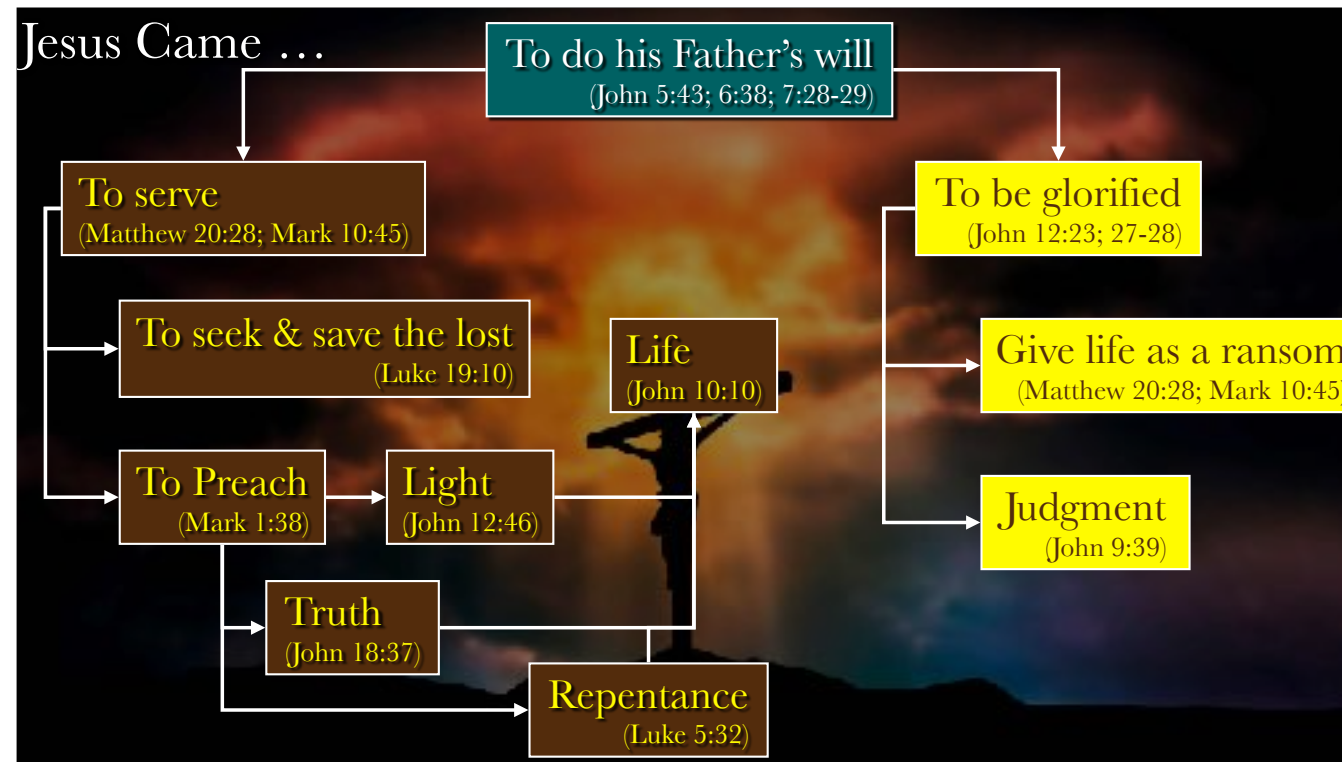 Jesus Came …
To do his Father’s will
(John 5:43; 6:38; 7:28-29)
To serve
(Matthew 20:28; Mark 10:45)
To be glorified
(John 12:23; 27-28)
To seek & save the lost
(Luke 19:10)
Life
(John 10:10)
Give life as a ransom
(Matthew 20:28; Mark 10:45)
To Preach
(Mark 1:38)
Light
(John 12:46)
Judgment
(John 9:39)
Truth
(John 18:37)
Repentance
(Luke 5:32)